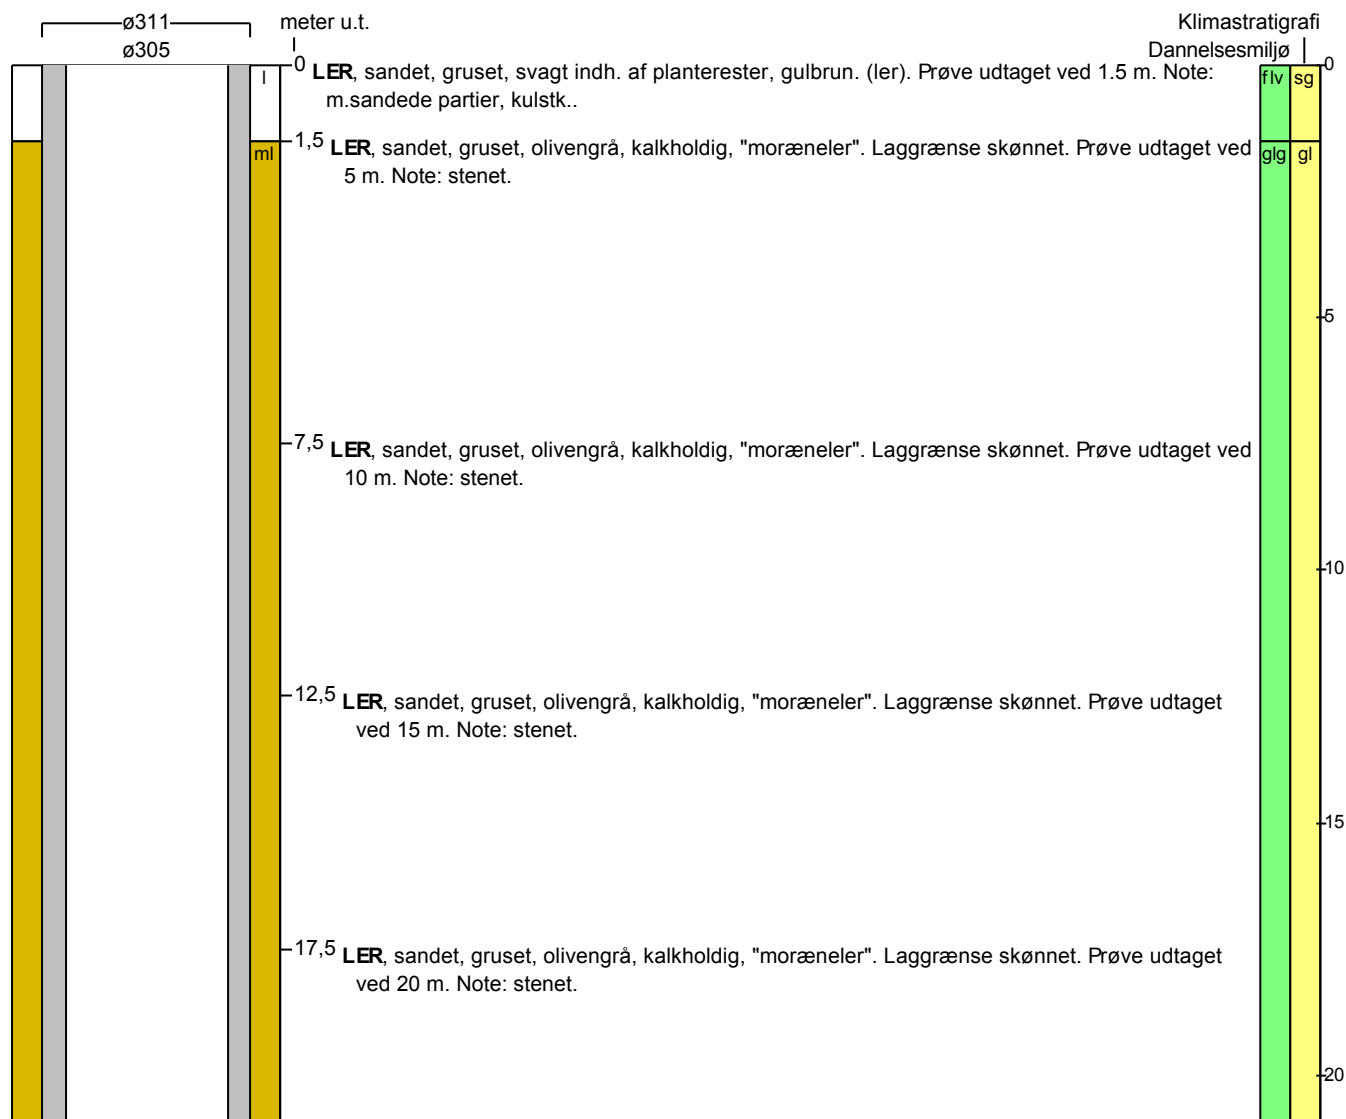 ø311
meter u.t.
Klimastratigrafi
ø305
Dannelsesmiljø
0
LER, sandet, gruset, svagt indh. af planterester, gulbrun. (ler). Prøve udtaget ved 1.5 m. Note:
m.sandede partier, kulstk..
l
flv
sg
0
1,5
LER, sandet, gruset, olivengrå, kalkholdig, "moræneler". Laggrænse skønnet. Prøve udtaget ved
5 m. Note: stenet.
ml
glg
gl
5
7,5
LER, sandet, gruset, olivengrå, kalkholdig, "moræneler". Laggrænse skønnet. Prøve udtaget ved
10 m. Note: stenet.
10
12,5
LER, sandet, gruset, olivengrå, kalkholdig, "moræneler". Laggrænse skønnet. Prøve udtaget
ved 15 m. Note: stenet.
15
17,5
LER, sandet, gruset, olivengrå, kalkholdig, "moræneler". Laggrænse skønnet. Prøve udtaget
ved 20 m. Note: stenet.
20